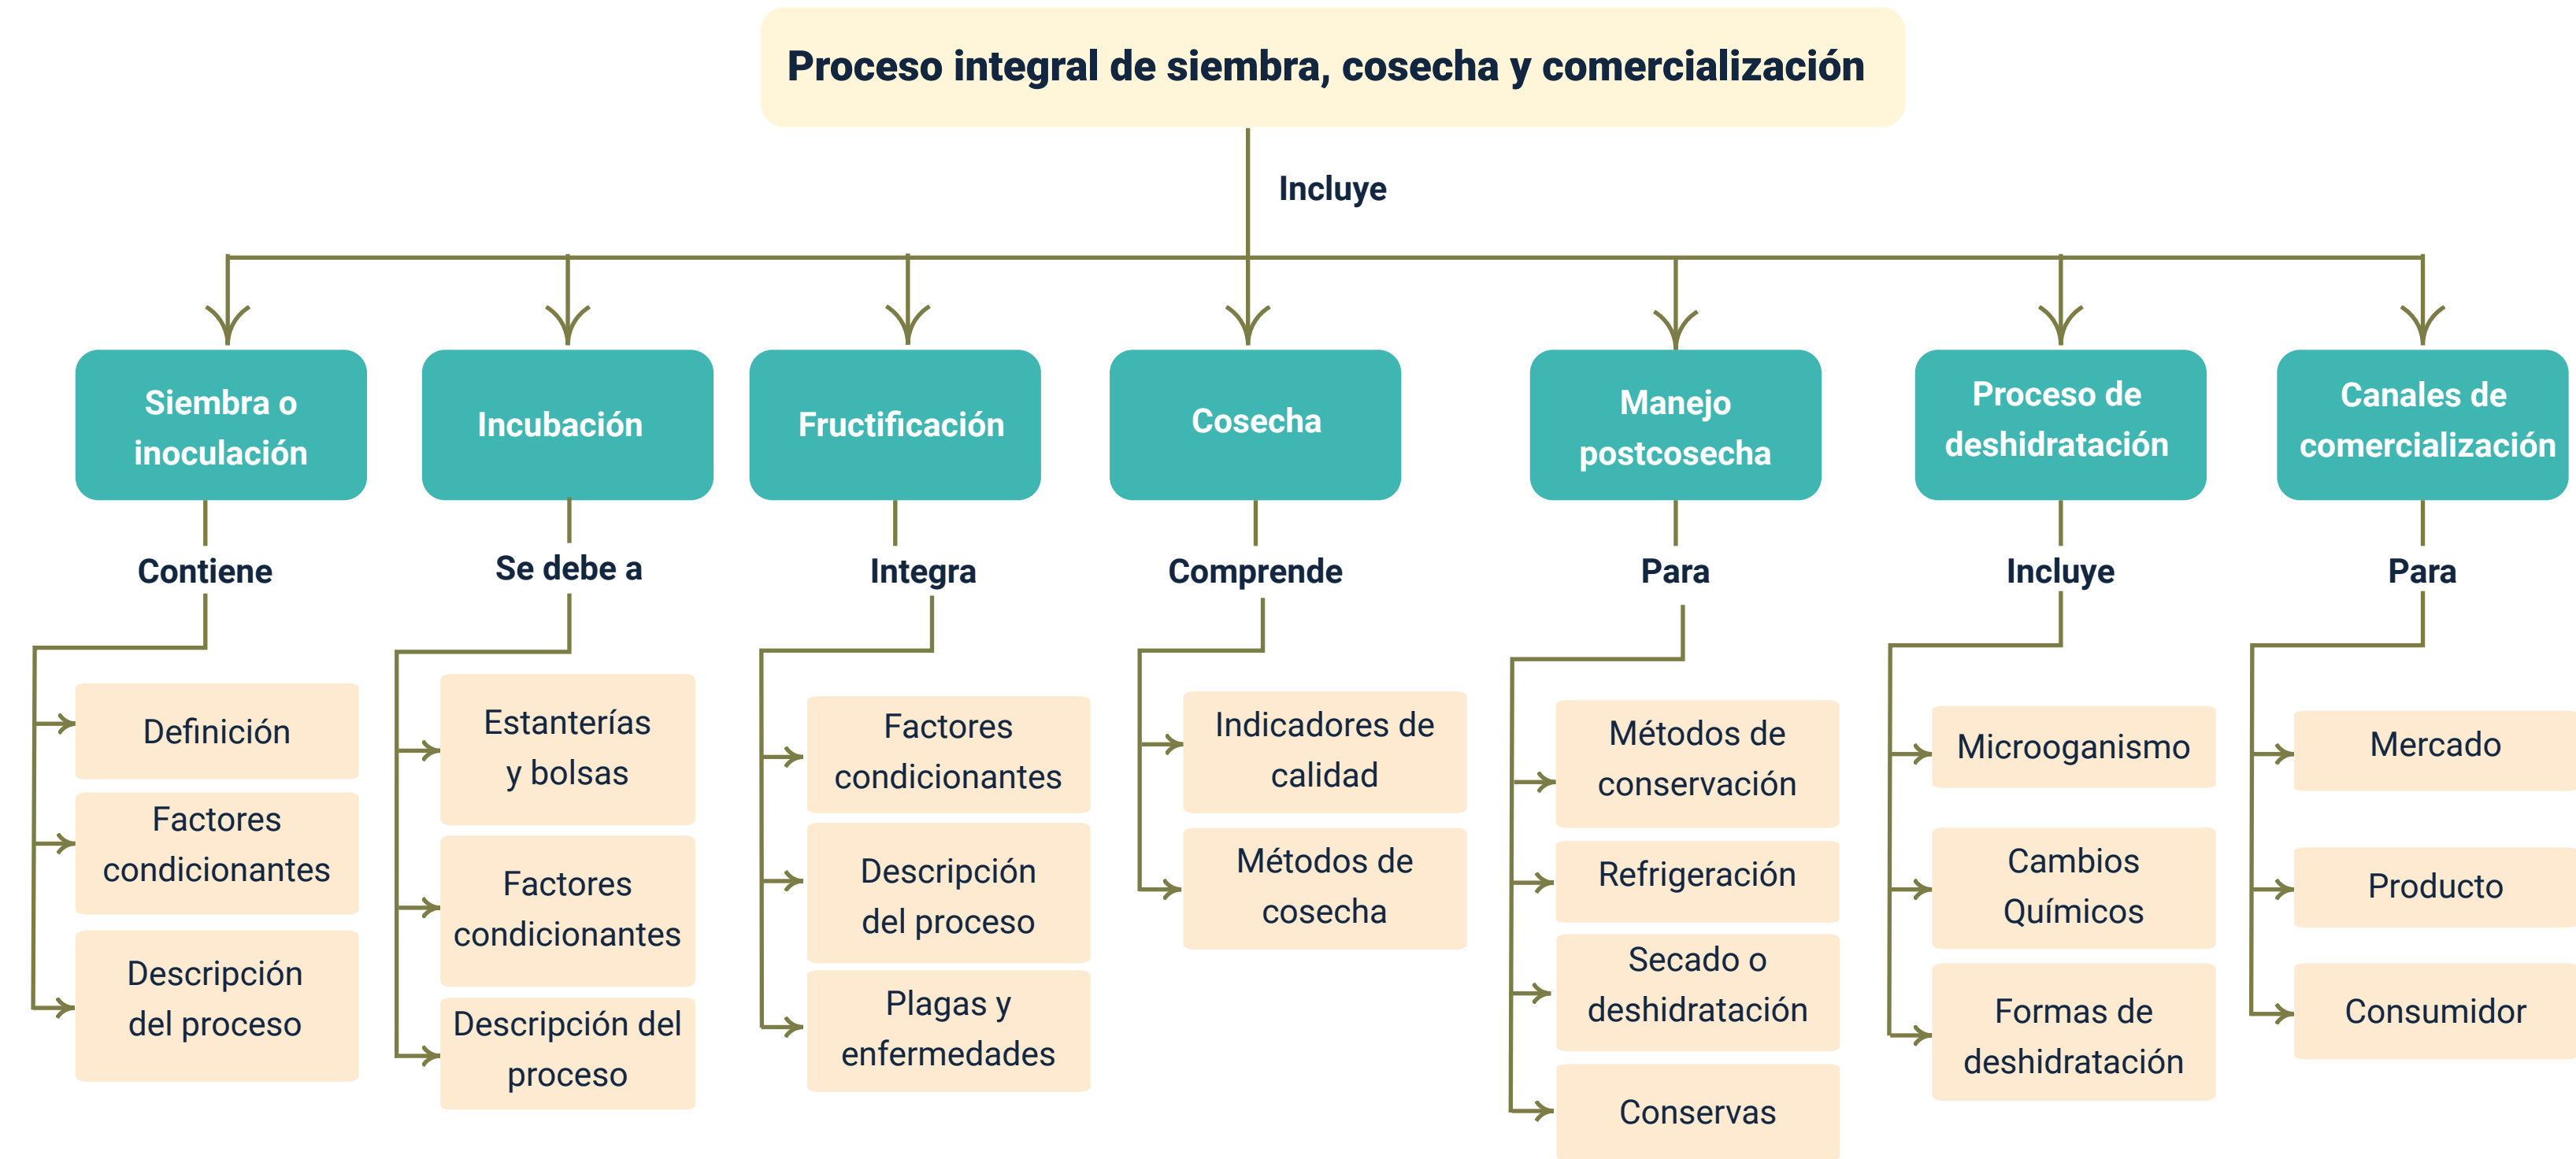 Proceso integral de siembra, cosecha y comercialización
Incluye
Siembra o
inoculación
Contiene
Definición
Factores
condicionantes
Descripción
del proceso
Incubación
Se debe a
Estanterías
y bolsas
Factores
condicionantes
Descripción del
proceso
Fructificación
Integra
Factores
condicionantes
Descripción
del proceso
Plagas y
enfermedades
Cosecha
Comprende
Indicadores de
calidad
Métodos de
cosecha
Manejo
postcosecha
Para
Métodos de
conservación
Refrigeración
Secado o
deshidratación
Conservas
Proceso de
deshidratación
Incluye
Microoganismo
Cambios
Químicos
Formas de
deshidratación
Canales de
comercialización
Para
Mercado
Producto
Consumidor